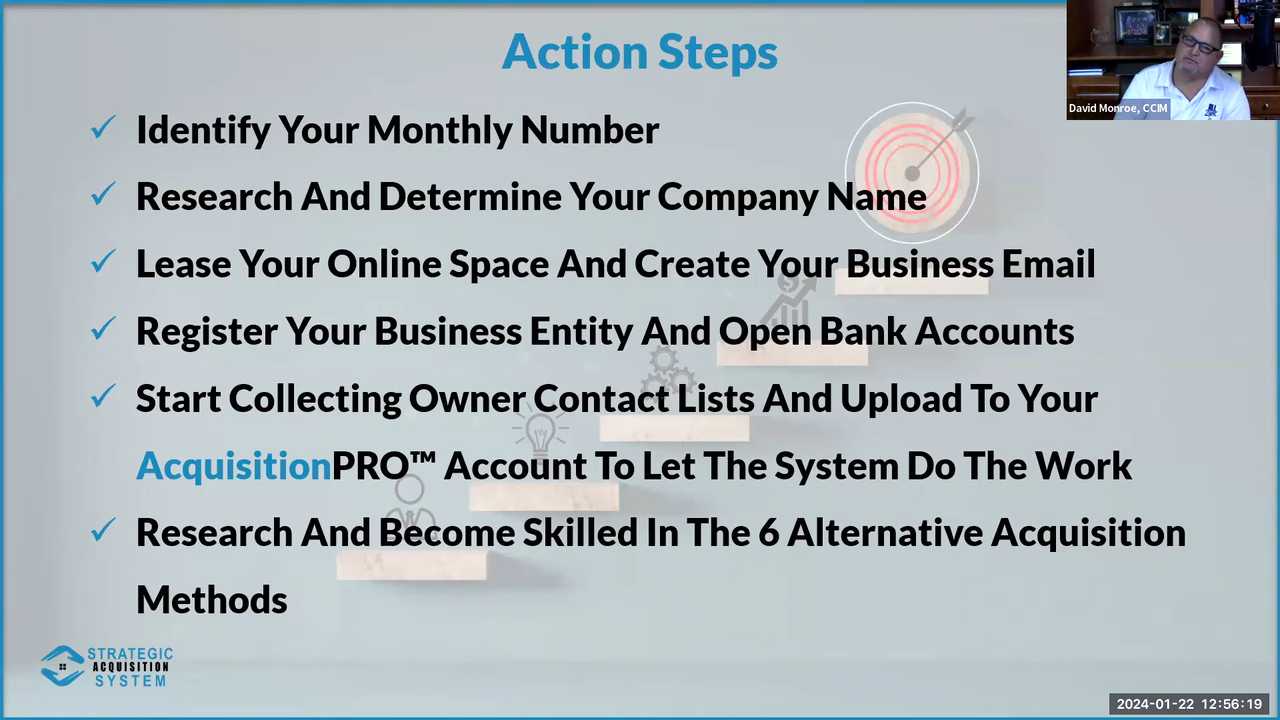 Action Steps
David Monroe, CCIM
✓ Identify Your Monthly Number
✓ Research And Determine Your Company Name
✓ Lease Your Online Space And Create Your Business Email
✓ Register Your Business Entity And Open Bank Accounts
✓ Start Collecting Owner Contact Lists And Upload To Your
AcquisitionPRO™ Account To Let The System Do The Work
✓ Research And Become Skilled In The 6 Alternative Acquisition
Methods
STRATEGIC
ACQUISITION
SYSTEM
2024-01-22 12:56:19